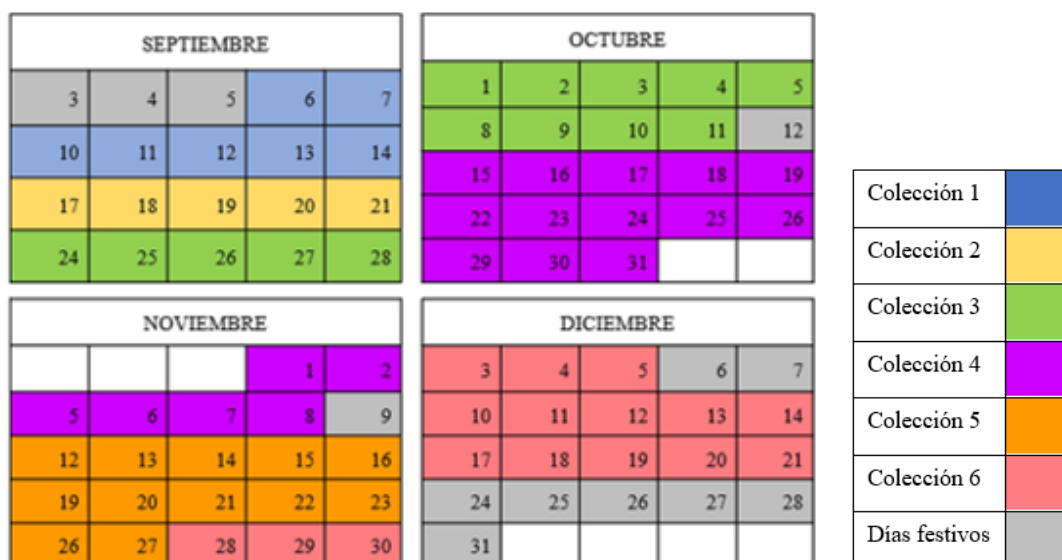 SEPTIEMBRE
3 4 5 6 7
10 11 12 13 14
17 18 19 20 21
24 25 26 27 28
OCTUBRE
1 2 3 4 5
8 9 10 11 12
15 16 17 18 19
22 23 24 25 26
29 30 31
NOVIEMBRE
1 2
5 6 7 8 9
12 13 14 15 16
19 20 21 22 23
26 27 28 29 30
DICIEMBRE
3 4 5 6 7
10 11 12 13 14
17 18 19 20 21
24 25 26 27 28
31
Colección 1
Colección 2
Colección 3
Colección 4
Colección 5
Colección 6
Días festivos